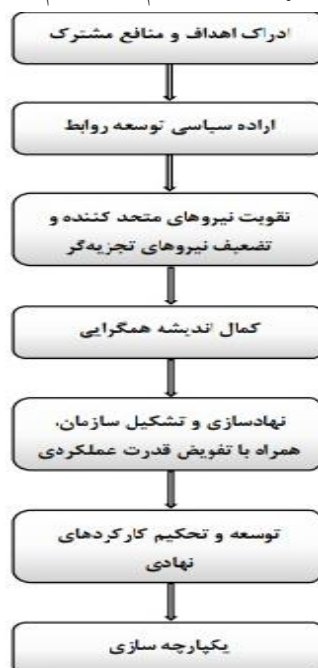 ادراک اهداف و منافع مشترک
اراده سیاسی توسعه روابط
تقویت نیروهای متحد کننده و
تضعیف نیروهای تجزیه‌گر
کمال اندیشه همگرایی
نهادسازی و تشکیل سازمان،
همراه با تفویض قدرت عملکردی
توسعه و تحکیم کارکردهای
نهادی
یکپارچه سازی